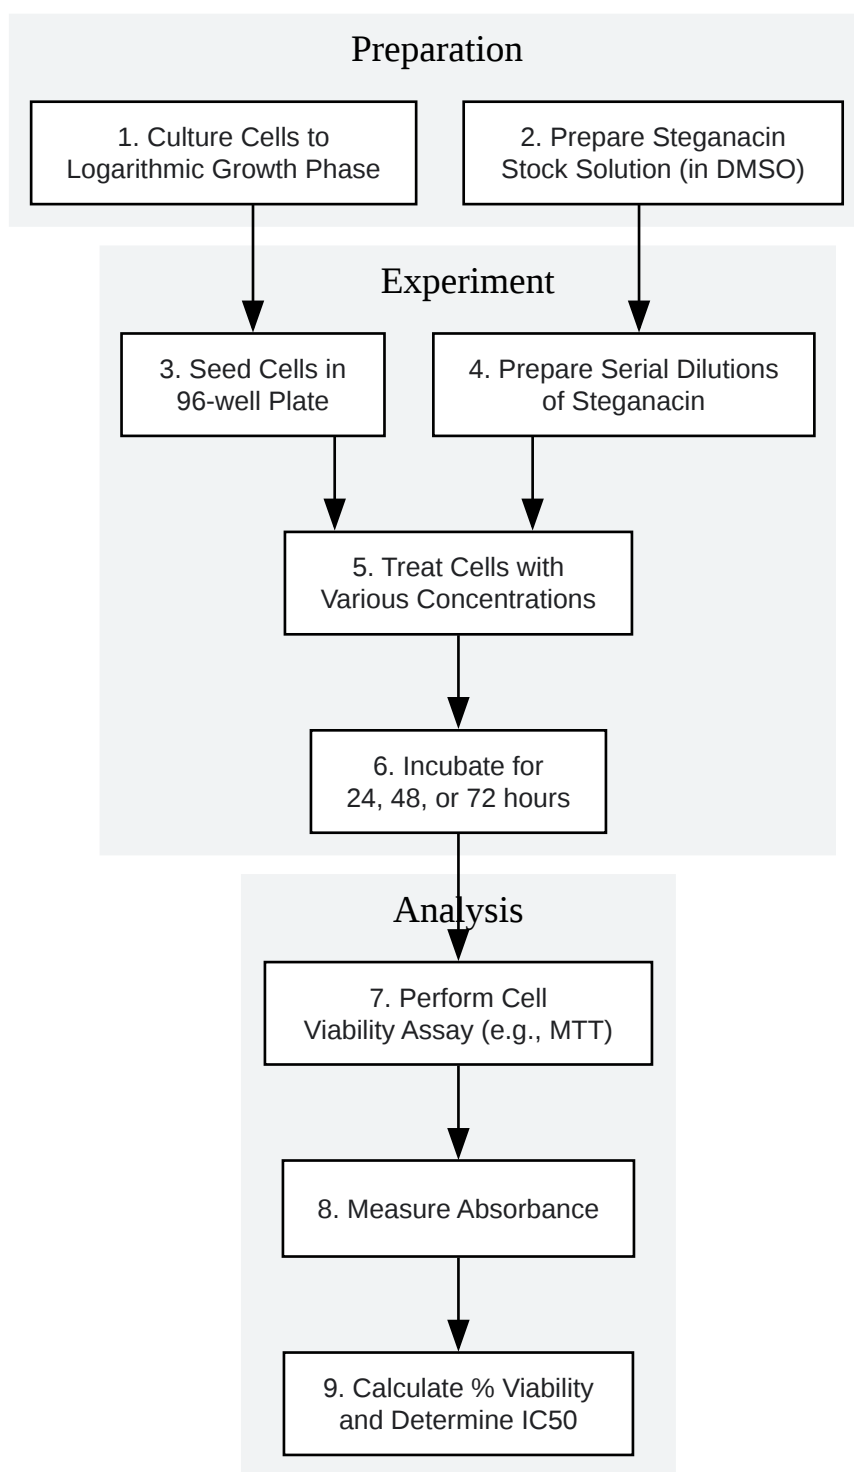 Preparation
1. Culture Cells to
Logarithmic Growth Phase
2. Prepare Steganacin
Stock Solution (in DMSO)
Experiment
3. Seed Cells in
96-well Plate
4. Prepare Serial Dilutions
of Steganacin
5. Treat Cells with
Various Concentrations
6. Incubate for
24, 48, or 72 hours
Analysis
7. Perform Cell
Viability Assay (e.g., MTT)
8. Measure Absorbance
9. Calculate % Viability
and Determine IC50